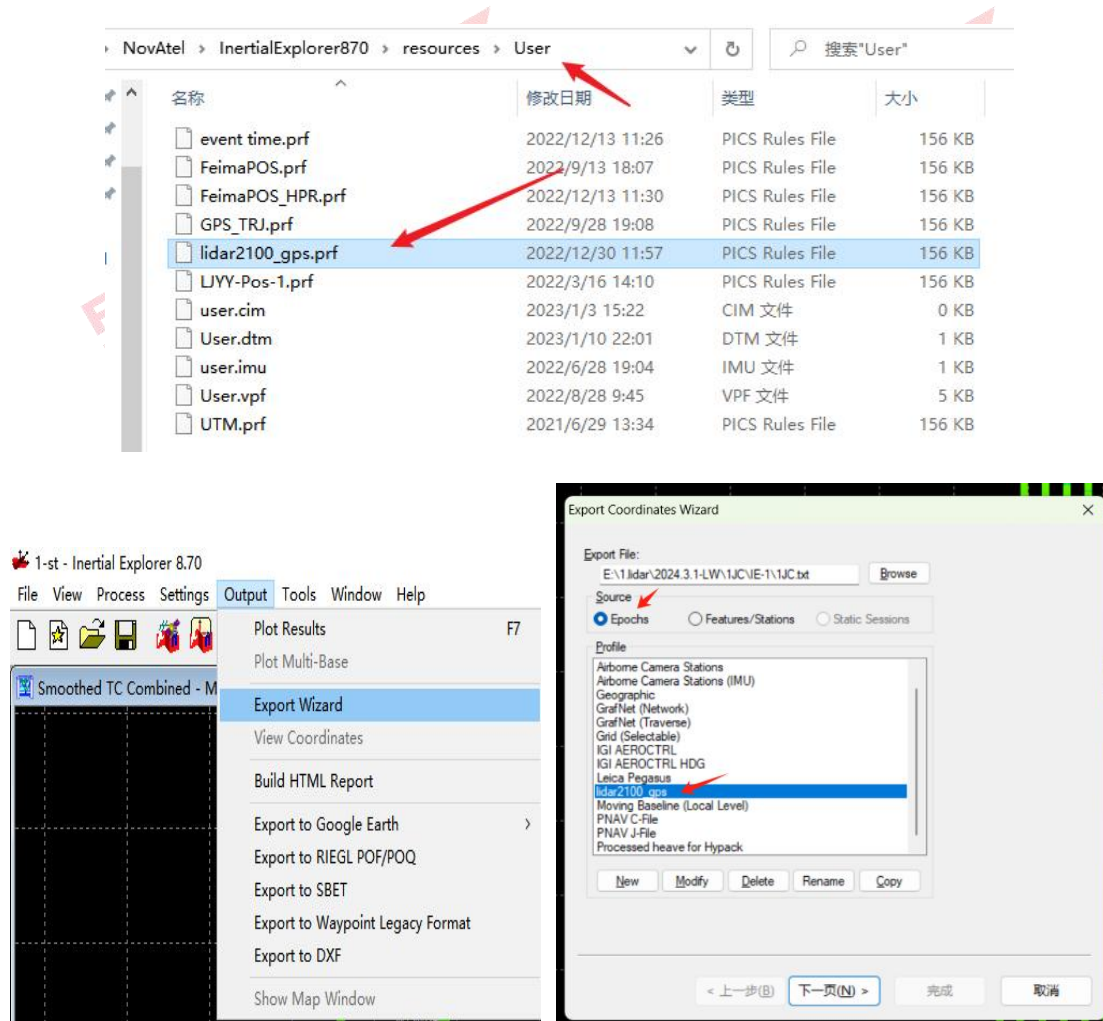 NovAtel > InertialExplorer870 > resources > User
搜索"User"
名称 修改日期 类型 大小
event time.prf 2022/12/13 11:26 PICS Rules File 156 KB
FeimaPOS.prf 2022/9/13 18:07 PICS Rules File 156 KB
FeimaPOS_HPR.prf 2022/12/13 11:30 PICS Rules File 156 KB
GPS_TRJ.prf 2022/9/28 19:08 PICS Rules File 156 KB
lidar2100_gps.prf 2022/12/30 11:57 PICS Rules File 156 KB
LJYY-Pos-1.prf 2022/3/16 14:10 PICS Rules File 156 KB
user.cim 2023/1/3 15:22 CIM 文件 0 KB
User.dtm 2023/1/10 22:01 DTM 文件 1 KB
user.imu 2022/6/28 19:04 IMU 文件 1 KB
User.vpf 2022/8/28 9:45 VPF 文件 5 KB
UTM.prf 2021/6/29 13:34 PICS Rules File 156 KB
1-st - Inertial Explorer 8.70
File View Process Settings Output Tools Window Help
Smoothed TC Combined - M
Plot Results F7
Plot Multi-Base
Export Wizard
View Coordinates
Build HTML Report
Export to Google Earth >
Export to RIEGL POF/POQ
Export to SBET
Export to Waypoint Legacy Format
Export to DXF
Show Map Window
Export Coordinates Wizard
Export File:
E:\1.lidar\2024.3.1-LW\1JC\IE-1\1JC.txt Browse
Source
Epochs Features/Stations Static Sessions
Profile
Airborne Camera Stations
Airborne Camera Stations (IMU)
Geographic
GrafNet (Network)
GrafNet (Traverse)
Grid (Selectable)
IGI AEROCTRL
IGI AEROCTRL HDG
Leica Pegasus
lidar2100_gps
Moving Baseline (Local Level)
PNAV C-File
PNAV J-File
Processed heave for Hypack
New Modify Delete Rename Copy
< 上一步(B) 下一页(N) > 完成 取消